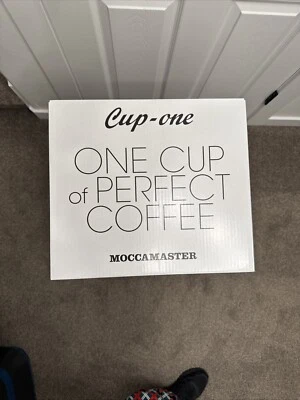 Cup-one
ONE CUP
of PERFECT
COFFEE
MOCCAMASTER